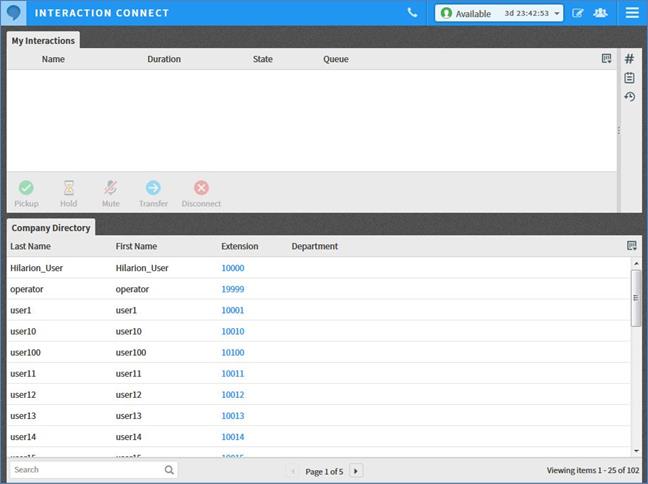 INTERACTION CONNECT
Available 3d 23:42:53
My Interactions
Name Duration State Queue
Pickup Hold Mute Transfer Disconnect
Company Directory
Last Name First Name Extension Department
Hilarion_User Hilarion_User 10000
operator operator 19999
user1 user1 10001
user10 user10 10010
user100 user100 10100
user11 user11 10011
user12 user12 10012
user13 user13 10013
user14 user14 10014
user15 user15 10015
Search Page 1 of 5 Viewing items 1 - 25 of 102